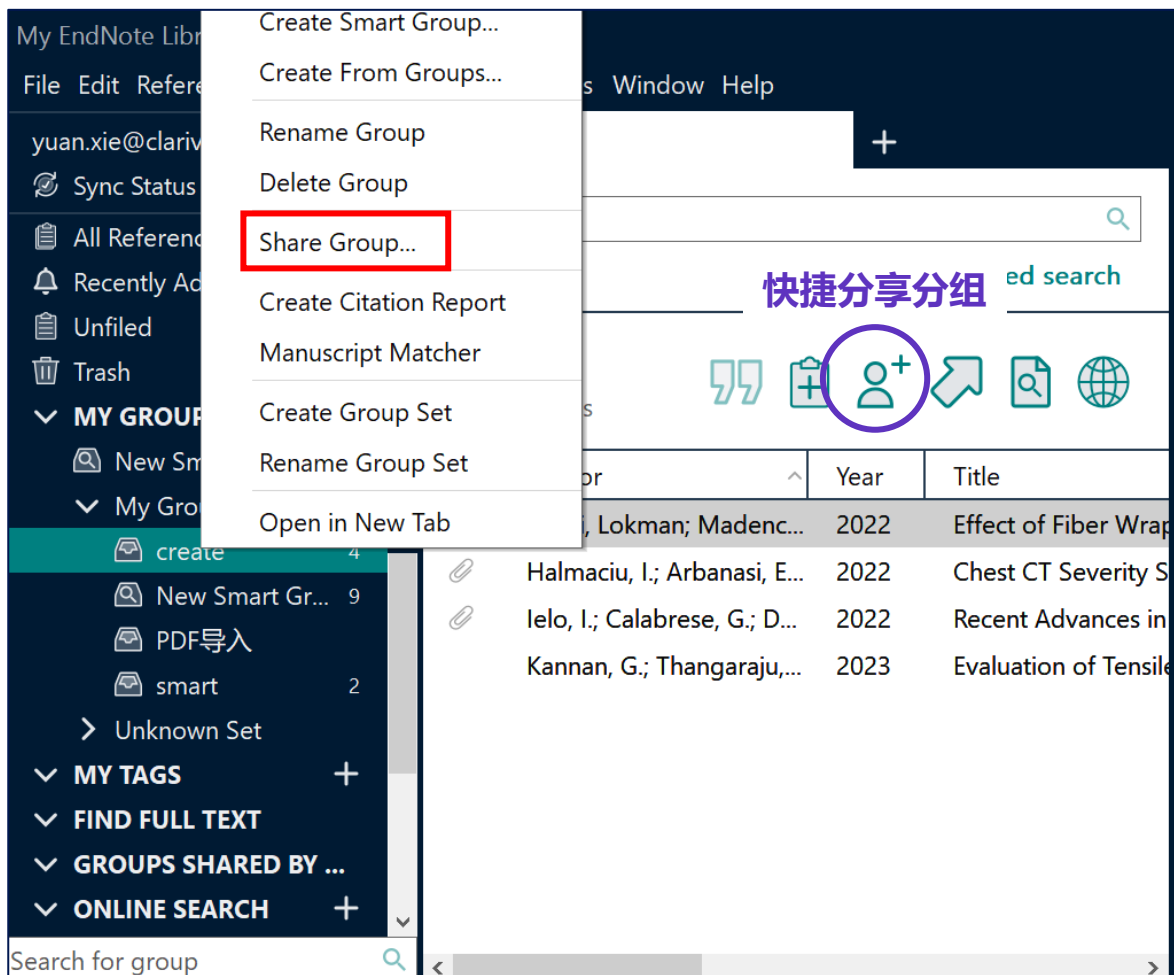 My EndNote Libr
File Edit Refere
s Window Help
yuan.xie@clariv
Sync Status
All Referenc
Recently Ad
Unfiled
Trash
MY GROUP
New Sm
My Gro
create 4
New Smart Gr... 9
PDF导入
smart 2
Unknown Set
MY TAGS
FIND FULL TEXT
GROUPS SHARED BY ...
ONLINE SEARCH
Search for group
Create Smart Group...
Create From Groups...
Rename Group
Delete Group
Share Group...
Create Citation Report
Manuscript Matcher
Create Group Set
Rename Group Set
Open in New Tab
快捷分享分组
ed search
s
or Year Title
, Lokman; Madenc... 2022 Effect of Fiber Wrap
Halmaciu, I.; Arbanasi, E... 2022 Chest CT Severity S
Ielo, I.; Calabrese, G.; D... 2022 Recent Advances in
Kannan, G.; Thangaraju,... 2023 Evaluation of Tensile